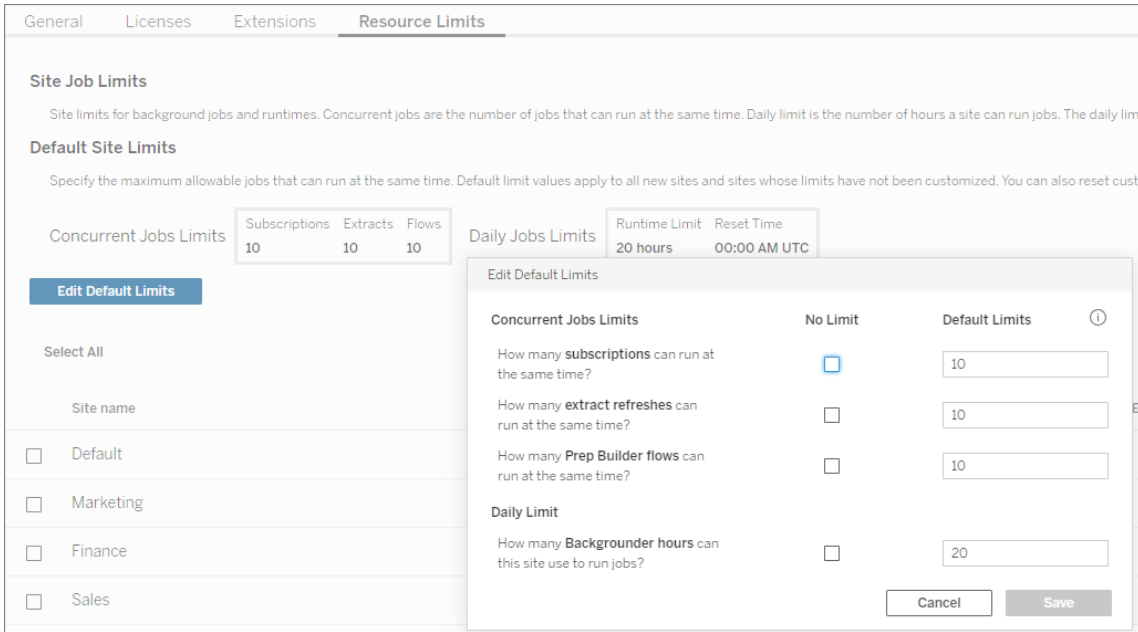 General Licenses Extensions Resource Limits
Site Job Limits
Site limits for background jobs and runtimes. Concurrent jobs are the number of jobs that can run at the same time. Daily limit is the number of hours a site can run jobs. The daily lim
Default Site Limits
Specify the maximum allowable jobs that can run at the same time. Default limit values apply to all new sites and sites whose limits have not been customized. You can also reset cust
Concurrent Jobs Limits
Subscriptions Extracts Flows
10 10 10
Daily Jobs Limits
Runtime Limit Reset Time
20 hours 00:00 AM UTC
Edit Default Limits
Select All
Site name
Default
Marketing
Finance
Sales
Edit Default Limits
Concurrent Jobs Limits No Limit Default Limits
How many subscriptions can run at
the same time?
10
How many extract refreshes can
run at the same time?
10
How many Prep Builder flows can
run at the same time?
10
Daily Limit
How many Backgrounder hours can
this site use to run jobs?
20
Cancel Save